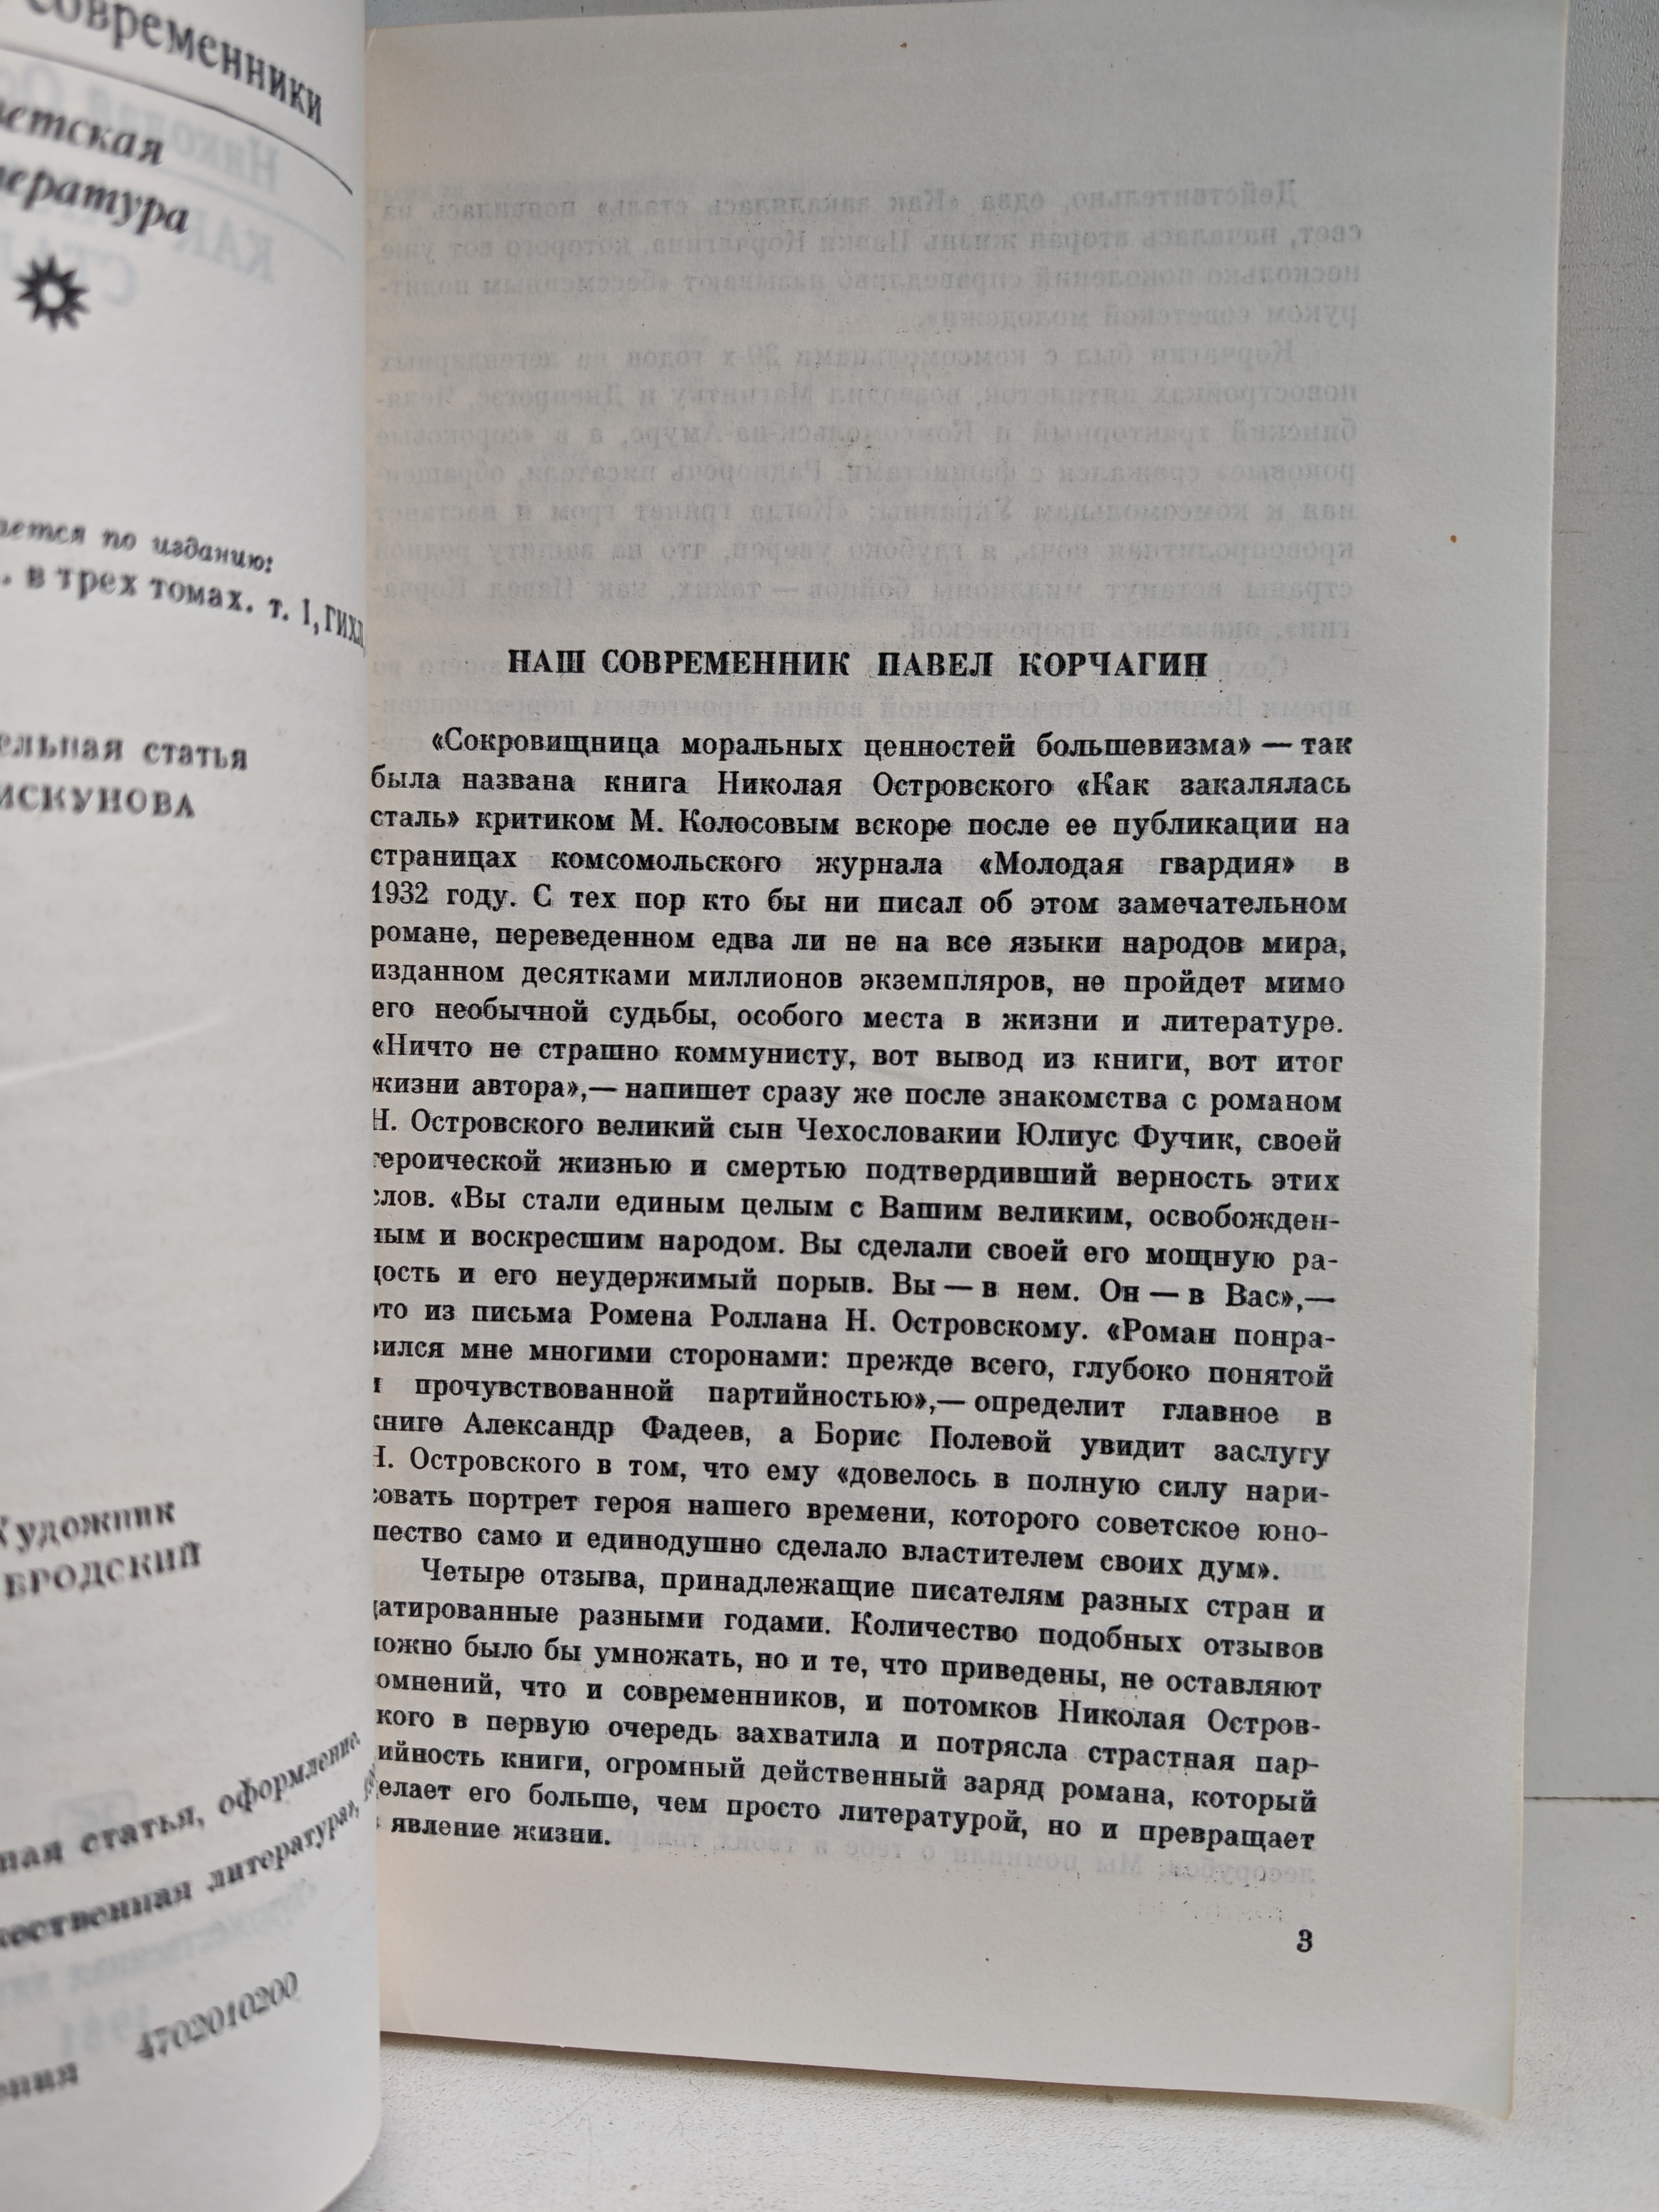 современники
НАШ СОВРЕМЕННИК ПАВЕЛ КОРЧАГИН
«Сокровищница моральных ценностей большевизма» — так
была названа книга Николая Островского «Как закалялась
сталь» критиком М. Колосовым вскоре после ее публикации на
страницах комсомольского журнала «Молодая гвардия» в
1932 году. С тех пор кто бы ни писал об этом замечательном
романе, переведенном едва ли не на все языки народов мира,
изданном десятками миллионов экземпляров, не пройдет мимо
его необычной судьбы, особого места в жизни и литературе.
«Ничто не страшно коммунисту, вот вывод из книги, вот итог
жизни автора»,— напишет сразу же после знакомства с романом
Н. Островского великий сын Чехословакии Юлиус Фучик, своей
героической жизнью и смертью подтвердивший верность этих
слов. «Вы стали единым целым с Вашим великим, освобожден-
ным и воскресшим народом. Вы сделали своей его мощную ра-
дость и его неудержимый порыв. Вы — в нем. Он — в Вас»,—
это из письма Ромена Роллана Н. Островскому. «Роман понра-
вился мне многими сторонами: прежде всего, глубоко понятой
и прочувствованной партийностью»,— определит главное в
книге Александр Фадеев, а Борис Полевой увидит заслугу
Н. Островского в том, что ему «довелось в полную силу нари-
совать портрет героя нашего времени, которого советское юно-
шество само и единодушно сделало властителем своих дум».
Четыре отзыва, принадлежащие писателям разных стран и
датированные разными годами. Количество подобных отзывов
можно было бы умножать, но и те, что приведены, не оставляют
сомнений, что и современников, и потомков Николая Остров-
ского в первую очередь захватила и потрясла страстная пар-
тийность книги, огромный действенный заряд романа, который
делает его больше, чем просто литературой, но и превращает
в явление жизни.
3
етская
ература
ается по изданию:
. в трех томах. т. 1, ГИХЛ,
ельная статья
ИСКУНОВА
Художник
БРОДСКИЙ
ная статья, оформление.
жественная литература»,
4702010200